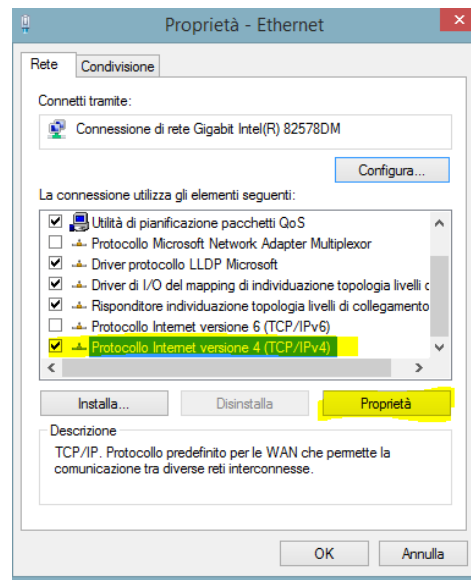 Proprietà - Ethernet
Rete
Condivisione
Connetti tramite:
Connessione di rete Gigabit Intel(R) 82578DM
Configura...
La connessione utilizza gli elementi seguenti:
Utilità di pianificazione pacchetti QoS
Protocollo Microsoft Network Adapter Multiplexor
Driver protocollo LLDP Microsoft
Driver di I/O del mapping di individuazione topologia livelli
Risponditore individuazione topologia livelli di collegamento
Protocollo Internet versione 6 (TCP/IPv6)
Protocollo Internet versione 4 (TCP/IPv4)
Installa...
Disinstalla
Proprietà
Descrizione
TCP/IP. Protocollo predefinito per le WAN che permette la
comunicazione tra diverse reti interconnesse.
OK
Annulla